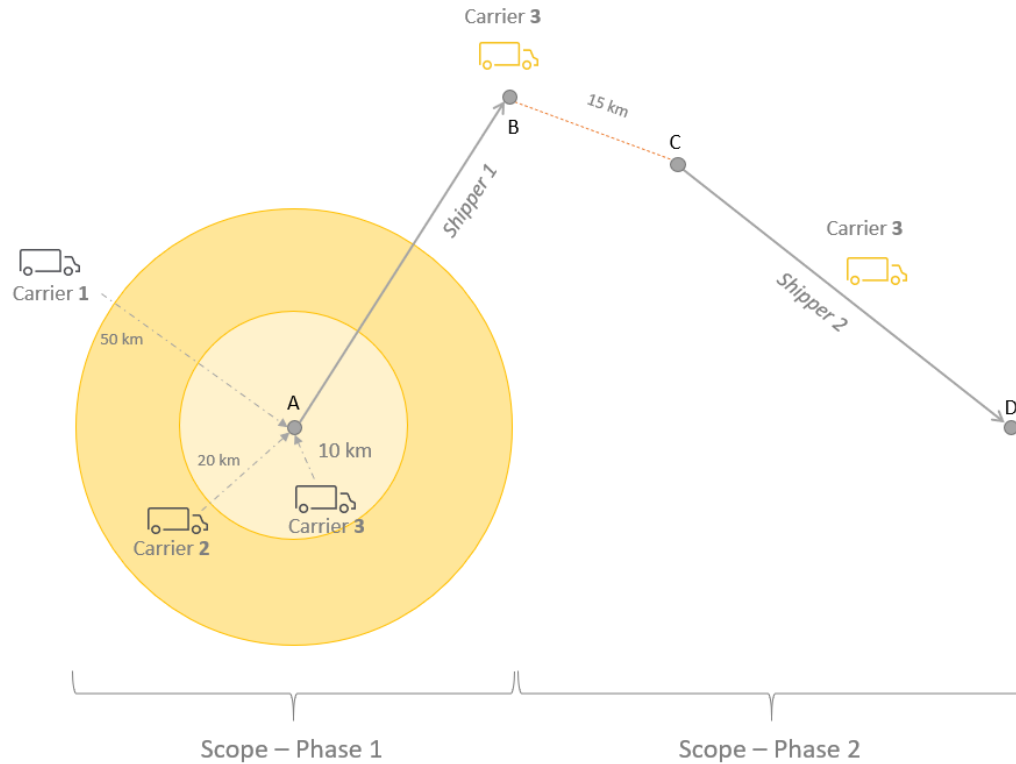 Carrier 3
15 km
B
C
Shipper 1
Carrier 3
Carrier 1
Shipper 2
50 km
A
D
20 km
10 km
Carrier 3
Carrier 2
Scope – Phase 1
Scope – Phase 2